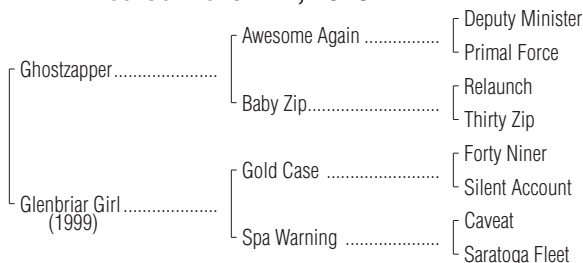 Deputy Minister
Awesome Again ................
Primal Force
Ghostzapper......................
Relaunch
Baby Zip............................
Thirty Zip
Forty Niner
Gold Case ........................
Silent Account
Glenbriar Girl ....................
(1999)
Caveat
Spa Warning ....................
Saratoga Fleet